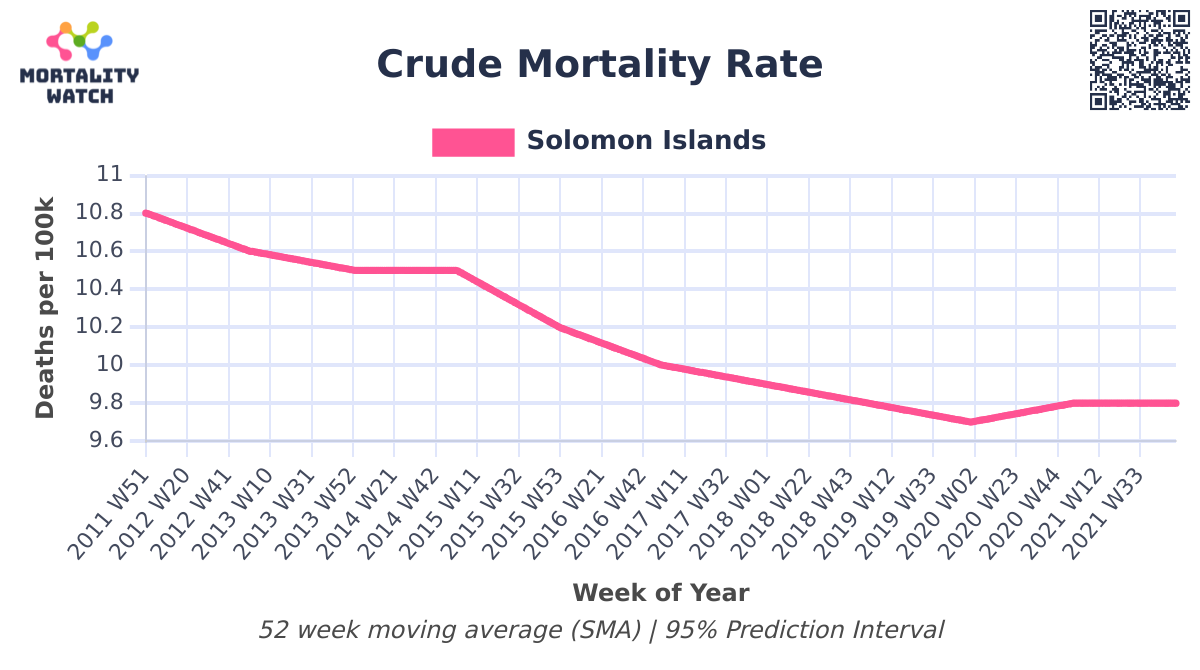 MORTALITY
WATCH
Crude Mortality Rate
Solomon Islands
Deaths per 100k
11
10.8
10.6
10.4
10.2
10
9.8
9.6
2011 W51
2012 W20
2012 W41
2013 W10
2013 W31
2013 W52
2014 W21
2014 W42
2015 W11
2015 W32
2015 W53
2016 W21
2016 W42
2017 W11
2017 W32
2018 W01
2018 W22
2018 W43
2019 W12
2019 W33
2020 W02
2020 W23
2020 W44
2021 W12
2021 W33
Week of Year
52 week moving average (SMA) | 95% Prediction Interval